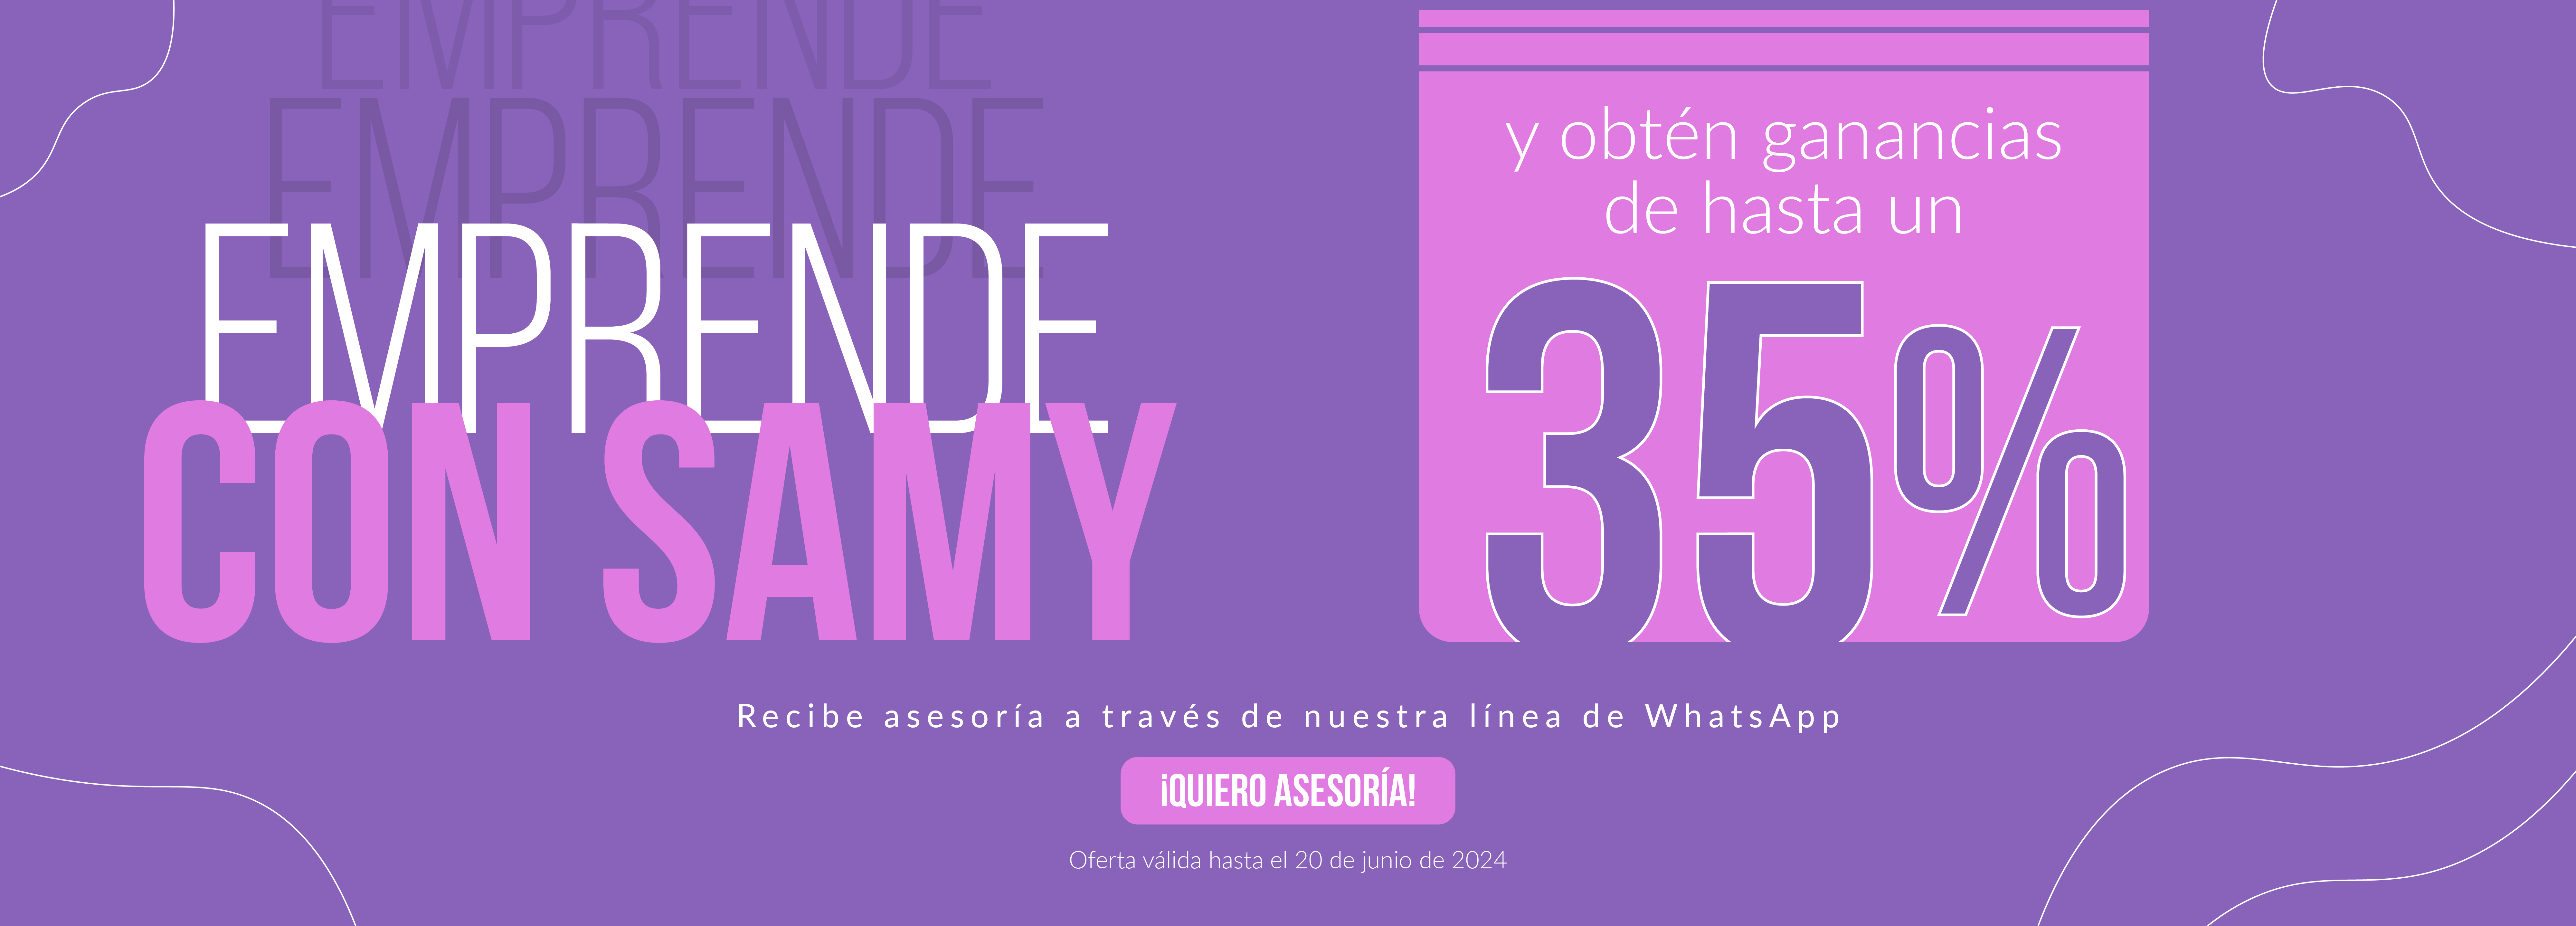 EMPRENDE
EMPRENDE
EMPRENDE
CON SAMY
y obtén ganancias
de hasta un
35%
Recibe asesoría a través de nuestra línea de WhatsApp
¡QUIERO ASESORÍA!
Oferta válida hasta el 20 de junio de 2024